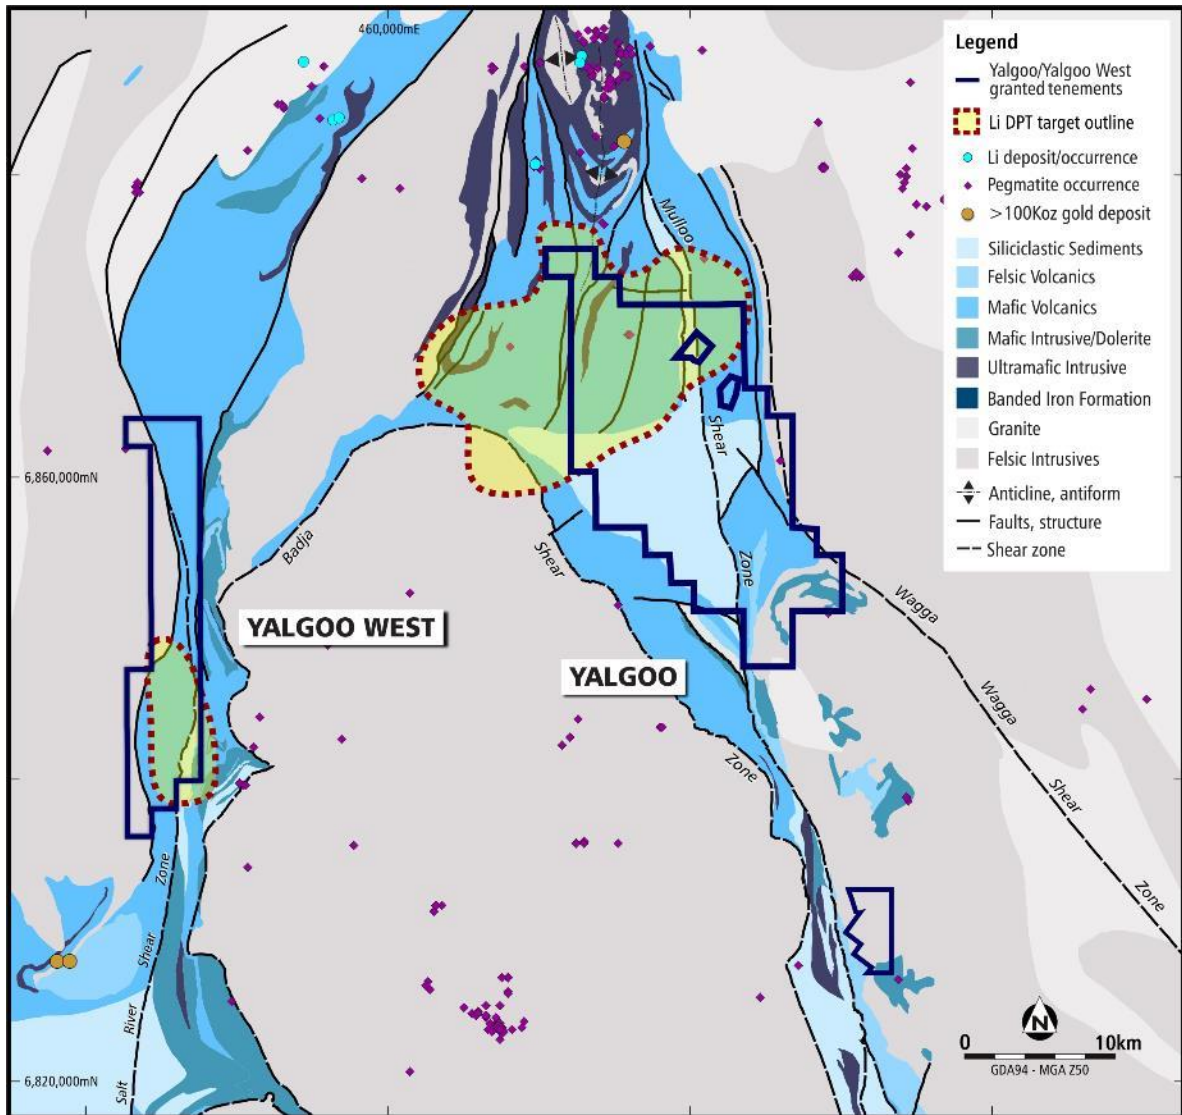 460,000mE
Legend
Yalgoo/Yalgoo West
granted tenements
Li DPT target outline
Li deposit/occurrence
Pegmatite occurrence
>100Koz gold deposit
Siliciclastic Sediments
Felsic Volcanics
Mafic Volcanics
Mafic Intrusive/Dolerite
Ultramafic Intrusive
Banded Iron Formation
Granite
Felsic Intrusives
Anticline, antiform
Faults, structure
Shear zone
Mulloo
Shear
Zone
6,860,000mN
Badja
Shear
Zone
YALGOO WEST
YALGOO
Wagga
Wagga
Shear
Zone
Zone
Shear
River
Salt
6,820,000mN
N
0 10km
GDA94 - MGA Z50